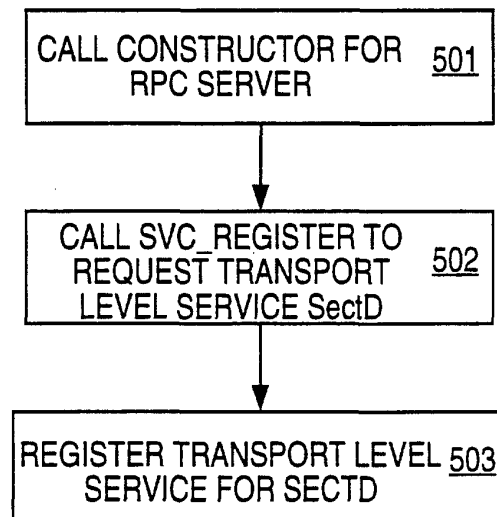 CALL CONSTRUCTOR FOR 501
RPC SERVER
CALL SVC_REGISTER TO
REQUEST TRANSPORT 502
LEVEL SERVICE SectD
REGISTER TRANSPORT LEVEL 503
SERVICE FOR SECTD